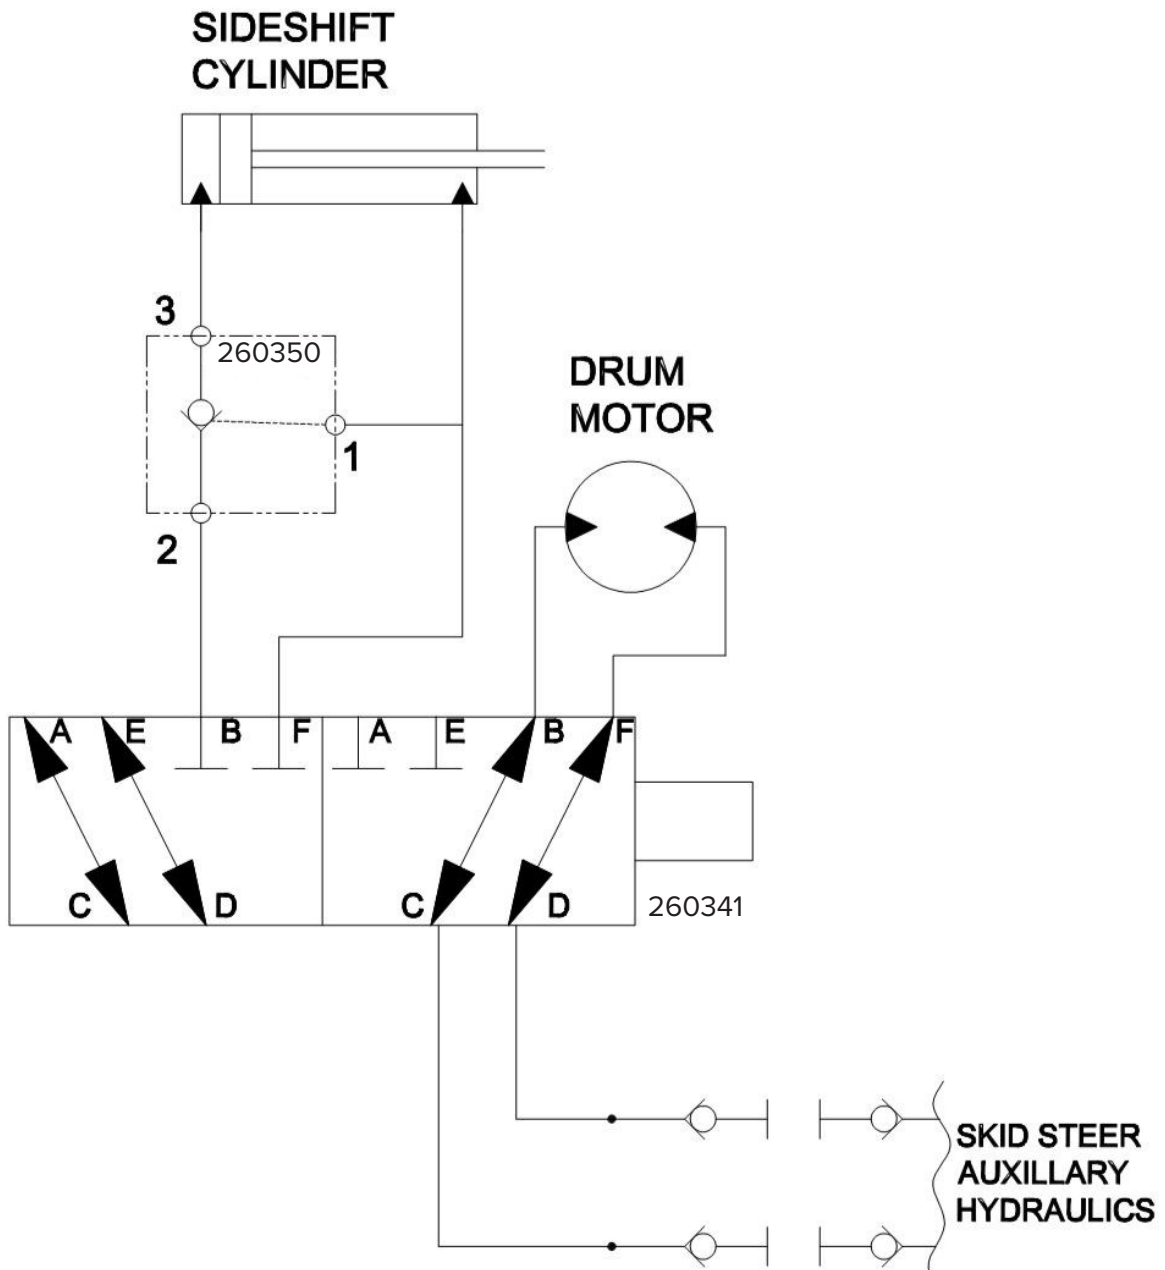 SIDESHIFT
CYLINDER
3
260350
1
2
DRUM
MOTOR
A E B F A E B F
C D C D
260341
SKID STEER
AUXILLARY
HYDRAULICS